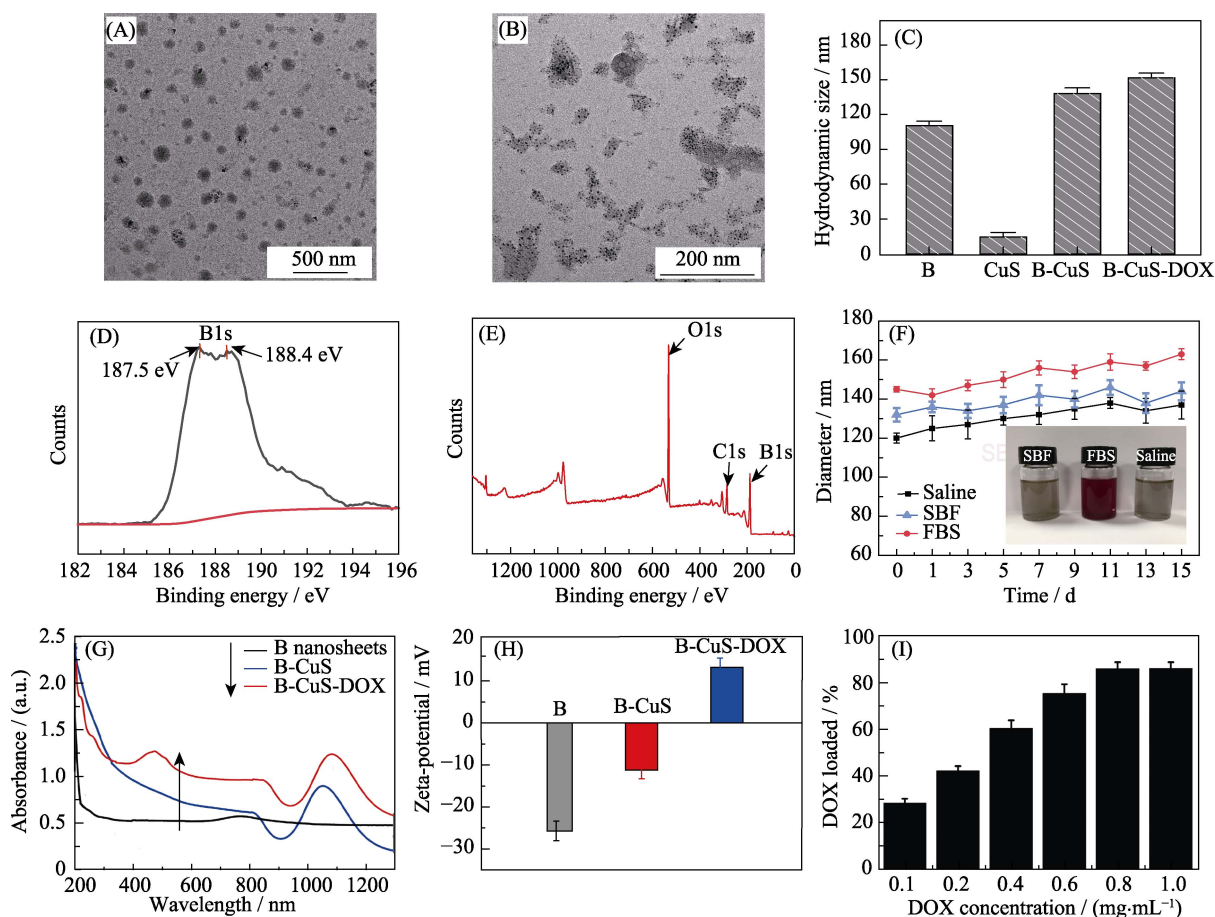 (A)
500 nm
(B)
200 nm
(C)
Hydrodynamic size / nm
180
150
120
90
60
30
0
B CuS B-CuS B-CuS-DOX
(D)
B1s
187.5 eV
188.4 eV
Counts
182 184 186 188 190 192 194 196
Binding energy / eV
(E)
O1s
C1s
B1s
Counts
1200 1000 800 600 400 200 0
Binding energy / eV
(F)
Diameter / nm
180
160
140
120
100
80
60
SBF FBS Saline
Saline
SBF
FBS
0 1 3 5 7 9 11 13 15
Time / d
(G)
B nanosheets
B-CuS
B-CuS-DOX
Absorbance / (a.u.)
2.5
2.0
1.5
1.0
0.5
0
200 400 600 800 1000 1200
Wavelength / nm
(H)
B
B-CuS
B-CuS-DOX
Zeta-potential / mV
20
10
0
−10
−20
−30
(I)
DOX loaded / %
100
80
60
40
20
0
0.1 0.2 0.4 0.6 0.8 1.0
DOX concentration / (mg·mL⁻¹)